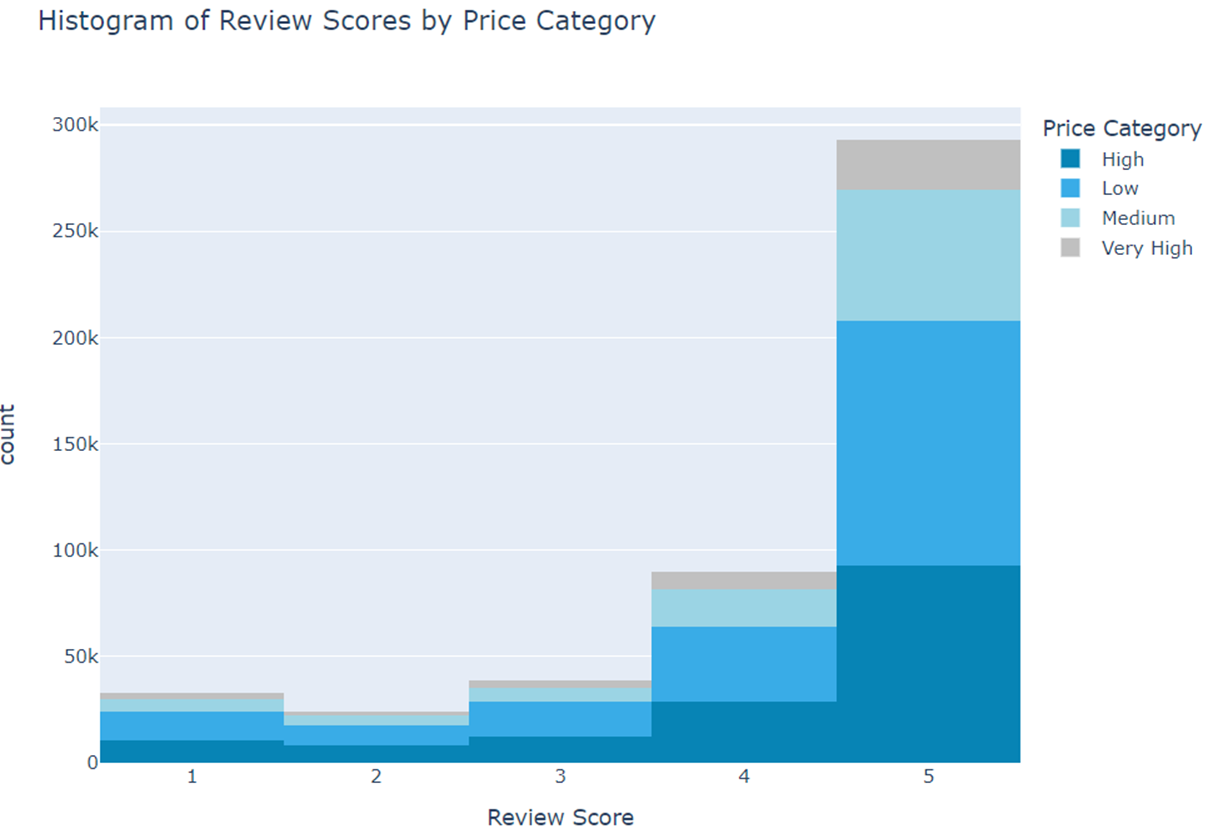 Histogram of Review Scores by Price Category
300k
250k
200k
150k
100k
50k
0
count
1 2 3 4 5
Review Score
Price Category
High
Low
Medium
Very High